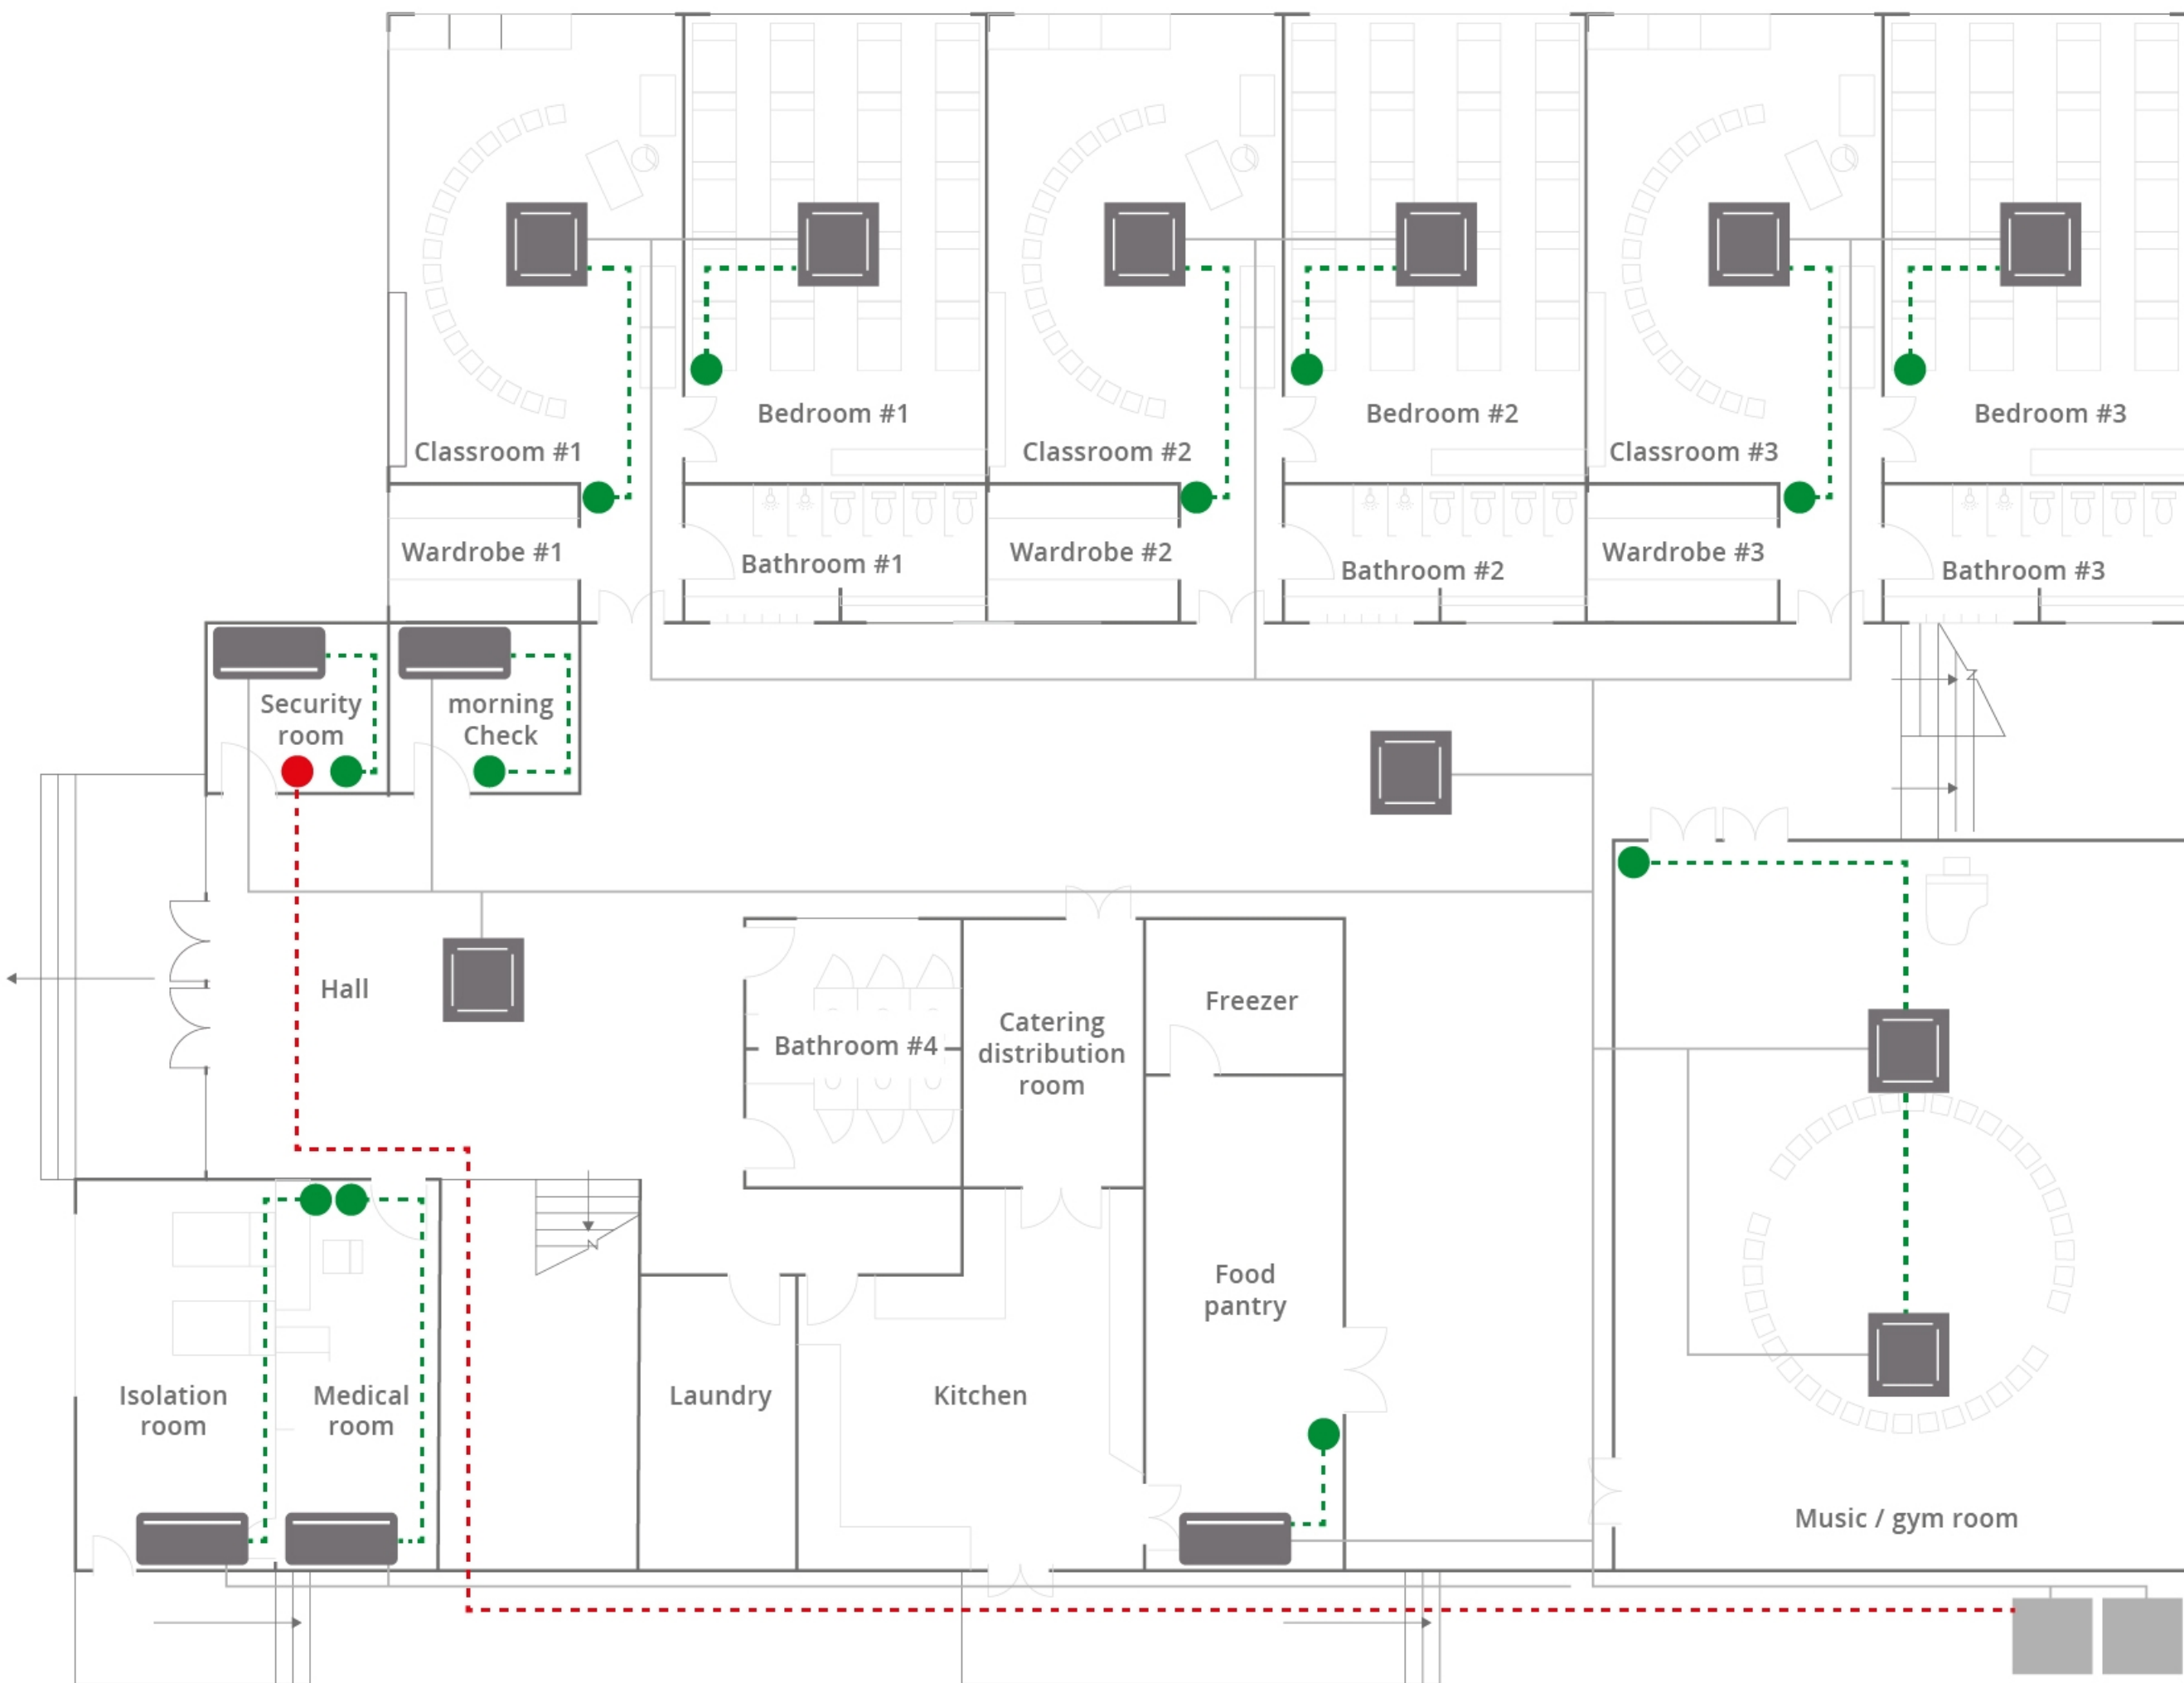 Bedroom #1
Bedroom #2
Bedroom #3
Classroom #1
Classroom #2
Classroom #3
Wardrobe #1
Bathroom #1
Wardrobe #2
Bathroom #2
Wardrobe #3
Bathroom #3
Security
room
morning
Check
Hall
Bathroom #4
Catering
distribution
room
Freezer
Food
pantry
Isolation
room
Medical
room
Laundry
Kitchen
Music / gym room